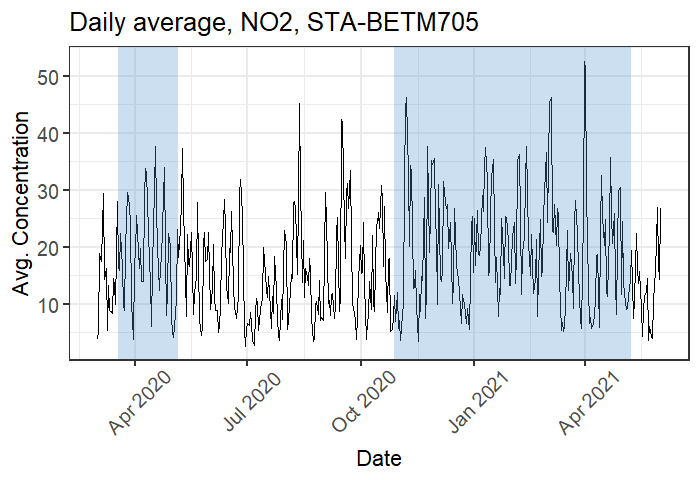 Daily average, NO2, STA-BETM705
Avg. Concentration
50
40
30
20
10
Apr 2020
Jul 2020
Oct 2020
Jan 2021
Apr 2021
Date